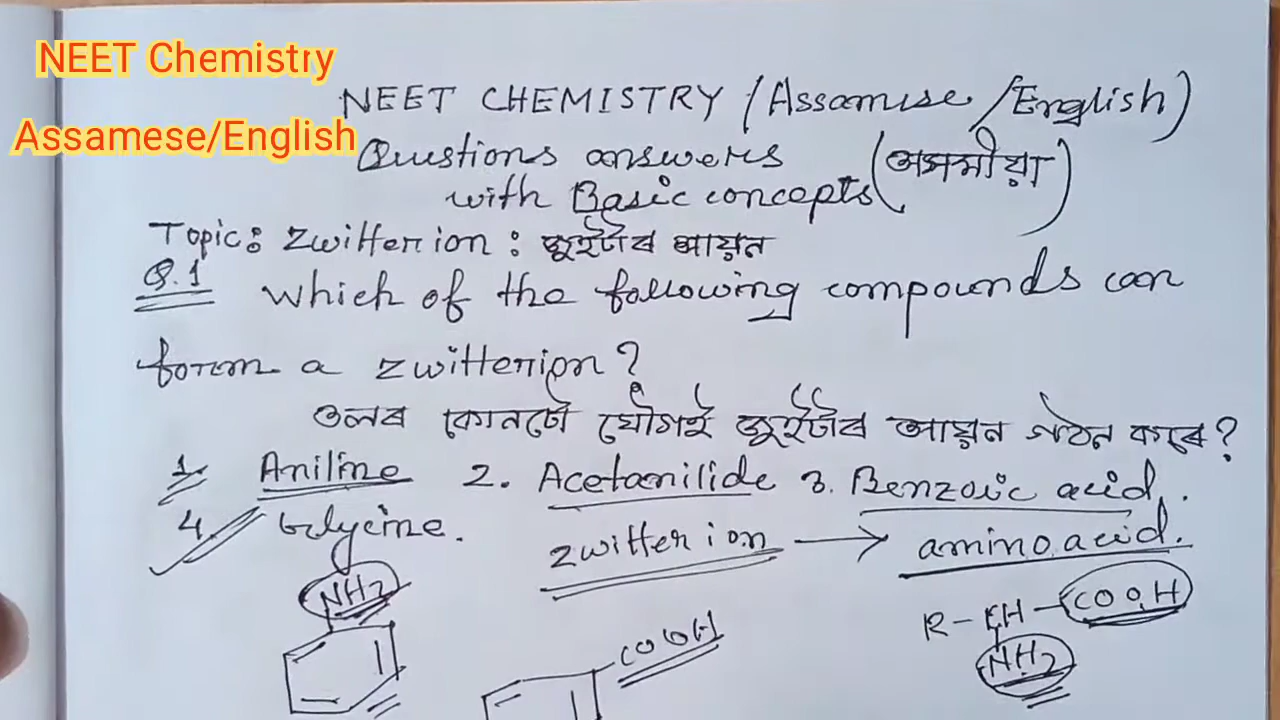 NEET Chemistry
Assamese/English
NEET CHEMISTRY (Assamese/English)
Questions answers
with Basic concepts (অসমীয়া)
Topic: Zwitter ion : জুইটাৰ আয়ন
Q.1 Which of the following compounds can
form a zwitterion?
তলৰ কোনটো যৌগই জুইটাৰ আয়ন গঠন কৰে?
1. Aniline 2. Acetanilide 3. Benzoic acid.
4. Glycine.
zwitter ion → amino acid.
NH2
COOH
R-CH-COOH
NH2